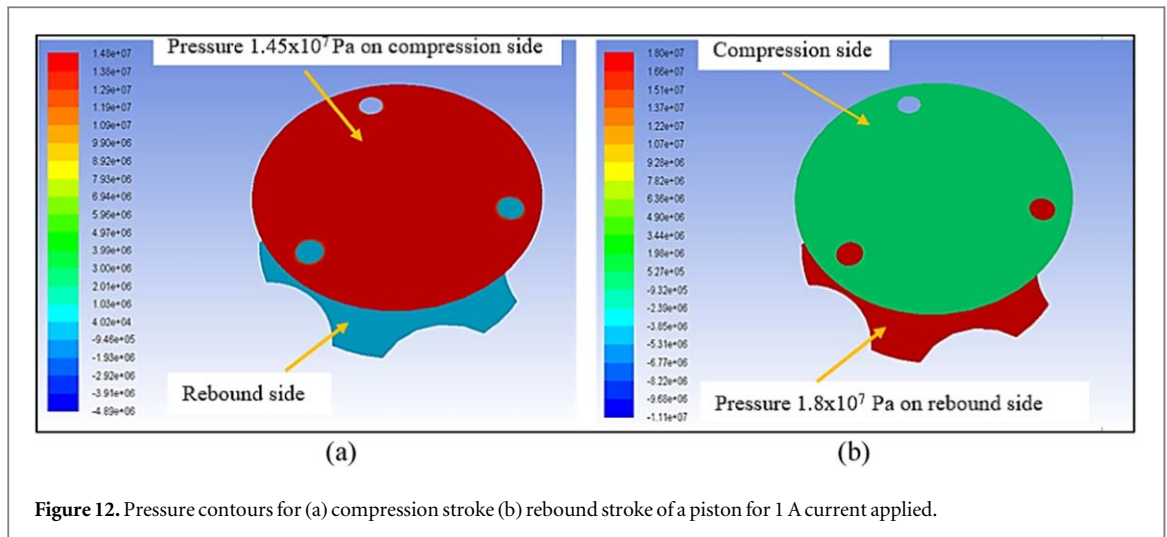 Pressure 1.45x10⁷ Pa on compression side
1.48e+07
1.38e+07
1.29e+07
1.19e+07
1.09e+07
9.90e+06
8.92e+06
7.93e+06
6.94e+06
5.96e+06
4.97e+06
3.99e+06
3.00e+06
2.01e+06
1.03e+06
4.02e+04
-9.46e+05
-1.93e+06
-2.92e+06
-3.91e+06
-4.89e+06
Rebound side
Compression side
1.80e+07
1.66e+07
1.51e+07
1.37e+07
1.22e+07
1.07e+07
9.28e+06
7.82e+06
6.36e+06
4.90e+06
3.44e+06
1.98e+06
5.27e+05
-9.32e+05
-2.39e+06
-3.85e+06
-5.31e+06
-6.77e+06
-8.22e+06
-9.68e+06
-1.11e+07
Pressure 1.8x10⁷ Pa on rebound side
(a)
(b)
Figure 12. Pressure contours for (a) compression stroke (b) rebound stroke of a piston for 1 A current applied.